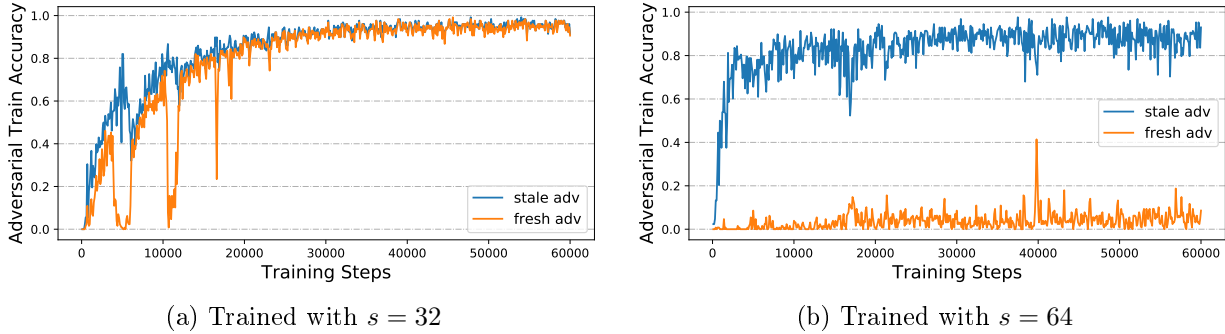 Adversarial Train Accuracy
1.0
0.8
0.6
0.4
0.2
0.0
stale adv
fresh adv
0 10000 20000 30000 40000 50000 60000
Training Steps
(a) Trained with s = 32
Adversarial Train Accuracy
1.0
0.8
0.6
0.4
0.2
0.0
stale adv
fresh adv
0 10000 20000 30000 40000 50000 60000
Training Steps
(b) Trained with s = 64